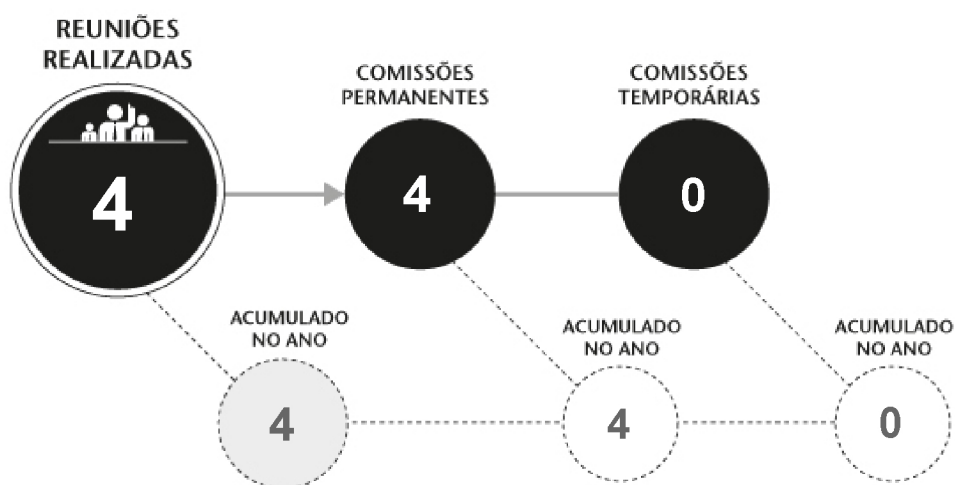 REUNIÕES
REALIZADAS
4
COMISSÕES
PERMANENTES
4
COMISSÕES
TEMPORÁRIAS
0
ACUMULADO
NO ANO
4
ACUMULADO
NO ANO
4
ACUMULADO
NO ANO
0